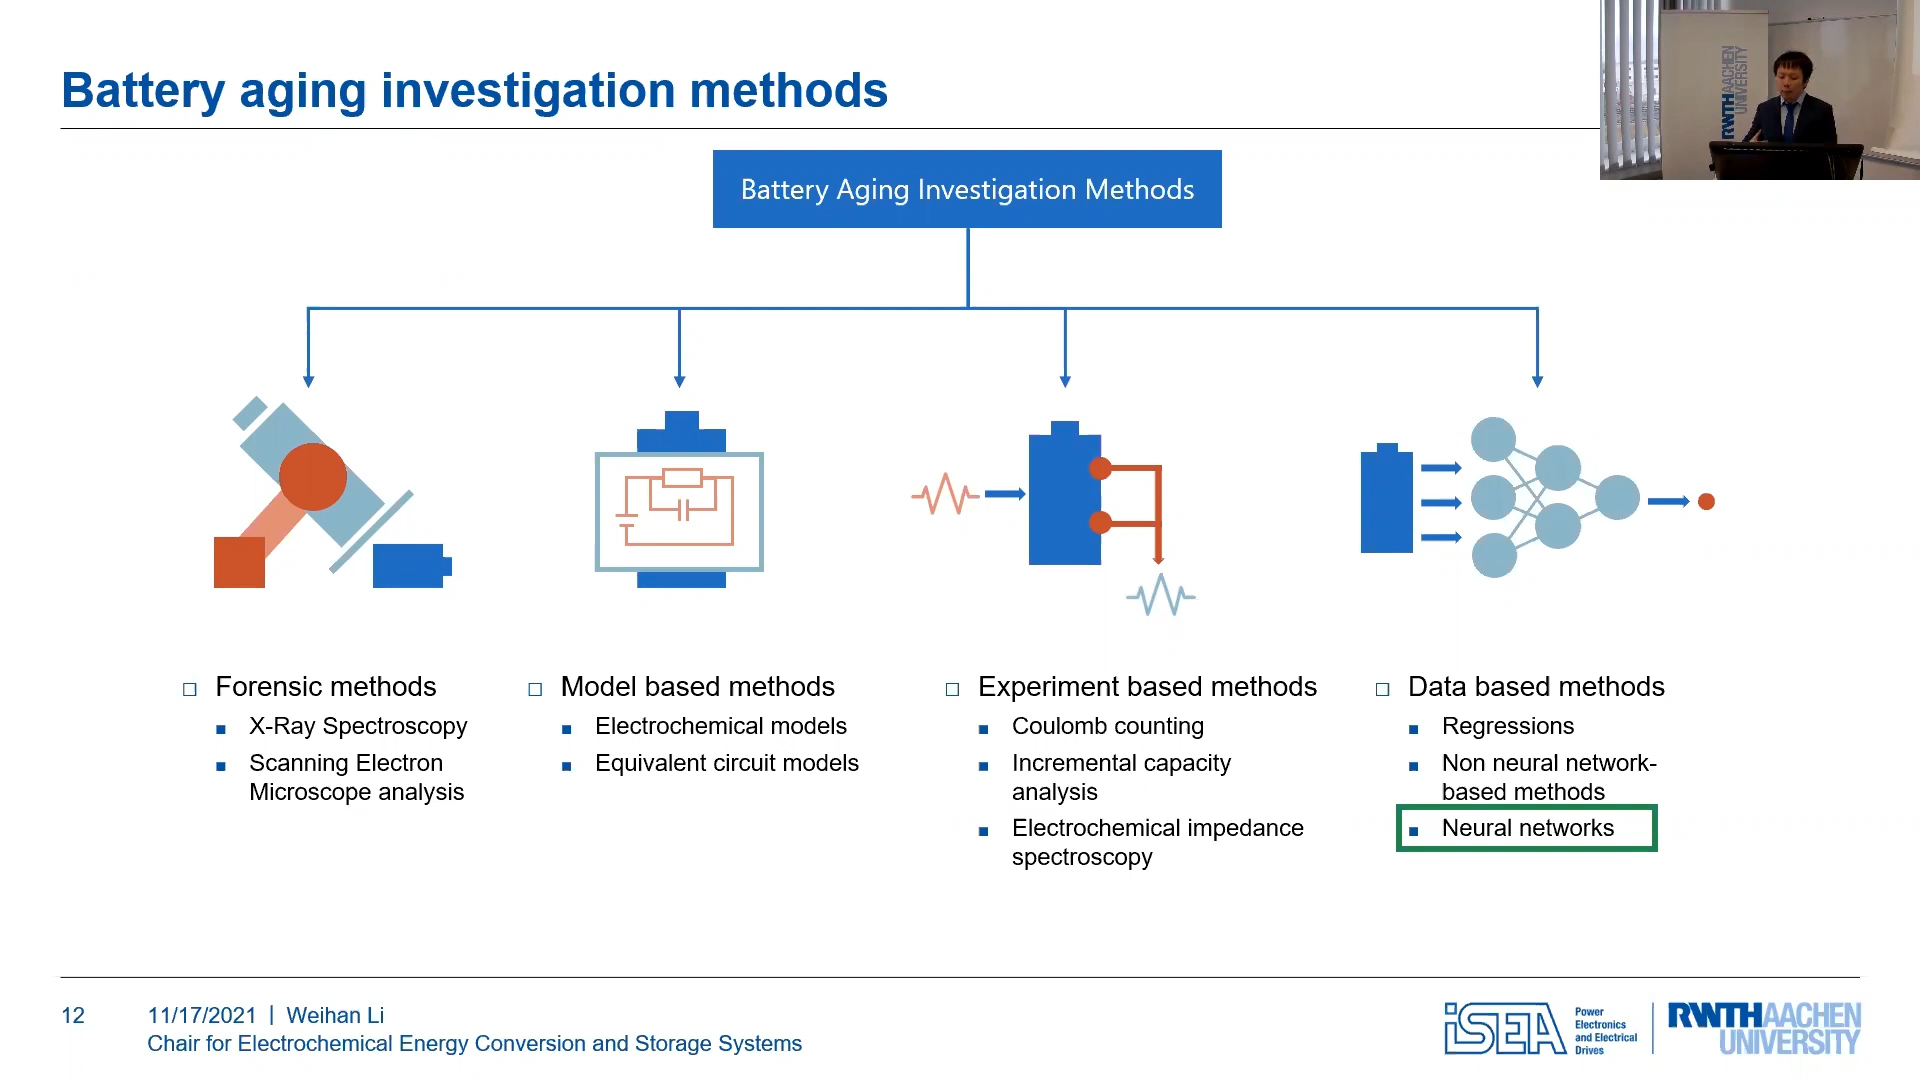 Battery aging investigation methods
RWTHAACHEN
UNIVERSITY
Battery Aging Investigation Methods
Forensic methods
X-Ray Spectroscopy
Scanning Electron
Microscope analysis
Model based methods
Electrochemical models
Equivalent circuit models
Experiment based methods
Coulomb counting
Incremental capacity
analysis
Electrochemical impedance
spectroscopy
Data based methods
Regressions
Non neural network-
based methods
Neural networks
12
11/17/2021 | Weihan Li
Chair for Electrochemical Energy Conversion and Storage Systems
iSEA
Power
Electronics
and Electrical
Drives
RWTHAACHEN
UNIVERSITY